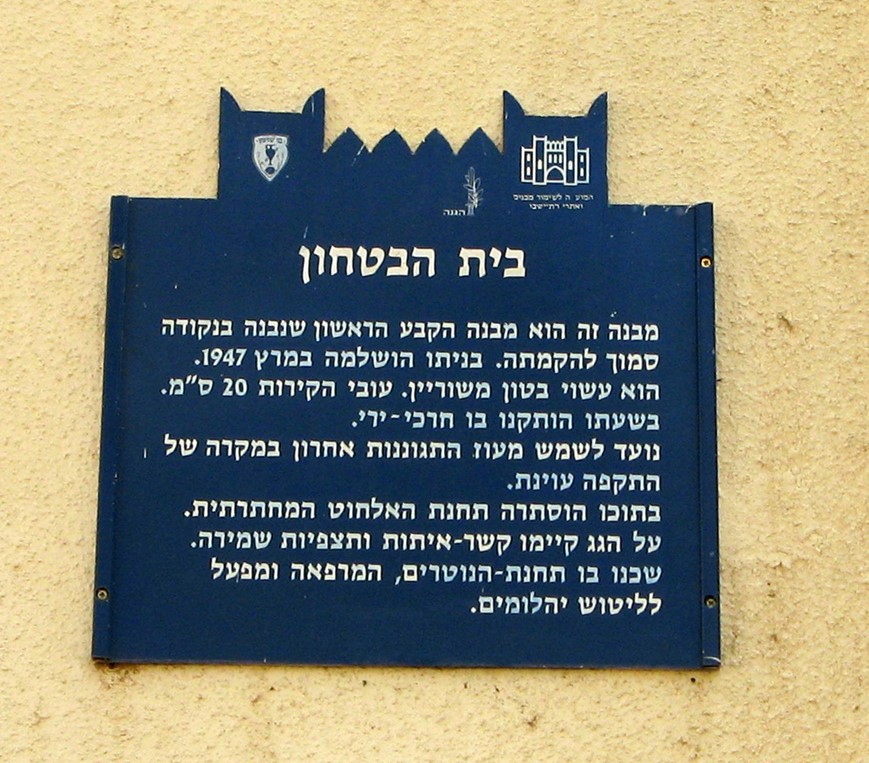 הגנה
בית הבטחון
מבנה זה הוא מבנה הקבע הראשון שנבנה בנקודה
סמוך להקמתה. בניתו הושלמה במרץ 1947.
הוא עשוי בטון משוריין. עובי הקירות 20 ס"מ.
בשעתו הותקנו בו חרכי-ירי.
נועד לשמש מעוז התגוננות אחרון במקרה של
התקפה עוינת.
בתוכו הוסתרה תחנת האלחוט המחתרתית.
על הגג קיימו קשר-איתות ותצפיות שמירה.
שכנו בו תחנת-הנוטרים, המרפאה ומפעל
לליטוש יהלומים.